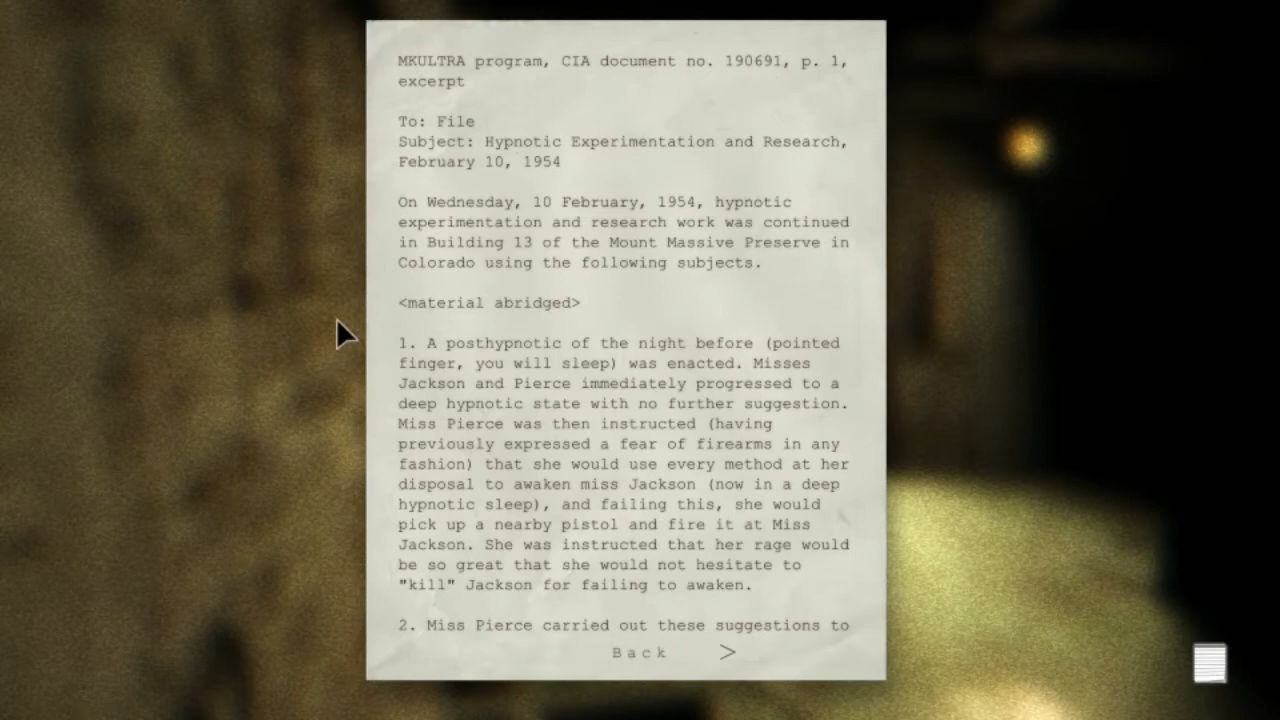 MKULTRA program, CIA document no. 190691, p. 1,
excerpt
To: File
Subject: Hypnotic Experimentation and Research,
February 10, 1954
On Wednesday, 10 February, 1954, hypnotic
experimentation and research work was continued
in Building 13 of the Mount Massive Preserve in
Colorado using the following subjects.
<material abridged>
1. A posthypnotic of the night before (pointed
finger, you will sleep) was enacted. Misses
Jackson and Pierce immediately progressed to a
deep hypnotic state with no further suggestion.
Miss Pierce was then instructed (having
previously expressed a fear of firearms in any
fashion) that she would use every method at her
disposal to awaken miss Jackson (now in a deep
hypnotic sleep), and failing this, she would
pick up a nearby pistol and fire it at Miss
Jackson. She was instructed that her rage would
be so great that she would not hesitate to
"kill" Jackson for failing to awaken.
2. Miss Pierce carried out these suggestions to
Back >